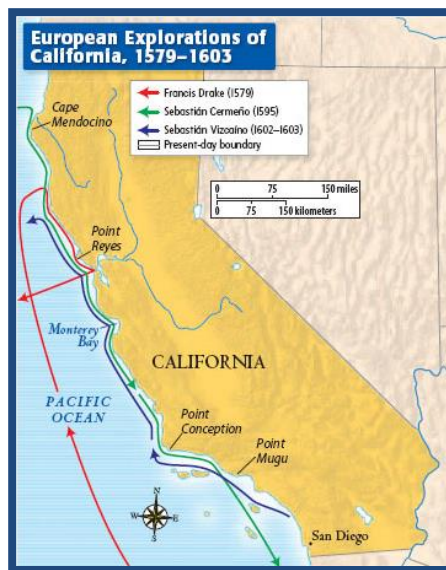 European Explorations of
California, 1579–1603
Francis Drake (1579)
Sebastián Cermeño (1595)
Sebastián Vizcaíno (1602–1603)
Present-day boundary
0 75 150 miles
0 75 150 kilometers
Cape
Mendocino
Point
Reyes
Monterey
Bay
CALIFORNIA
PACIFIC
OCEAN
Point
Conception
Point
Mugu
San Diego
N
W
E
S